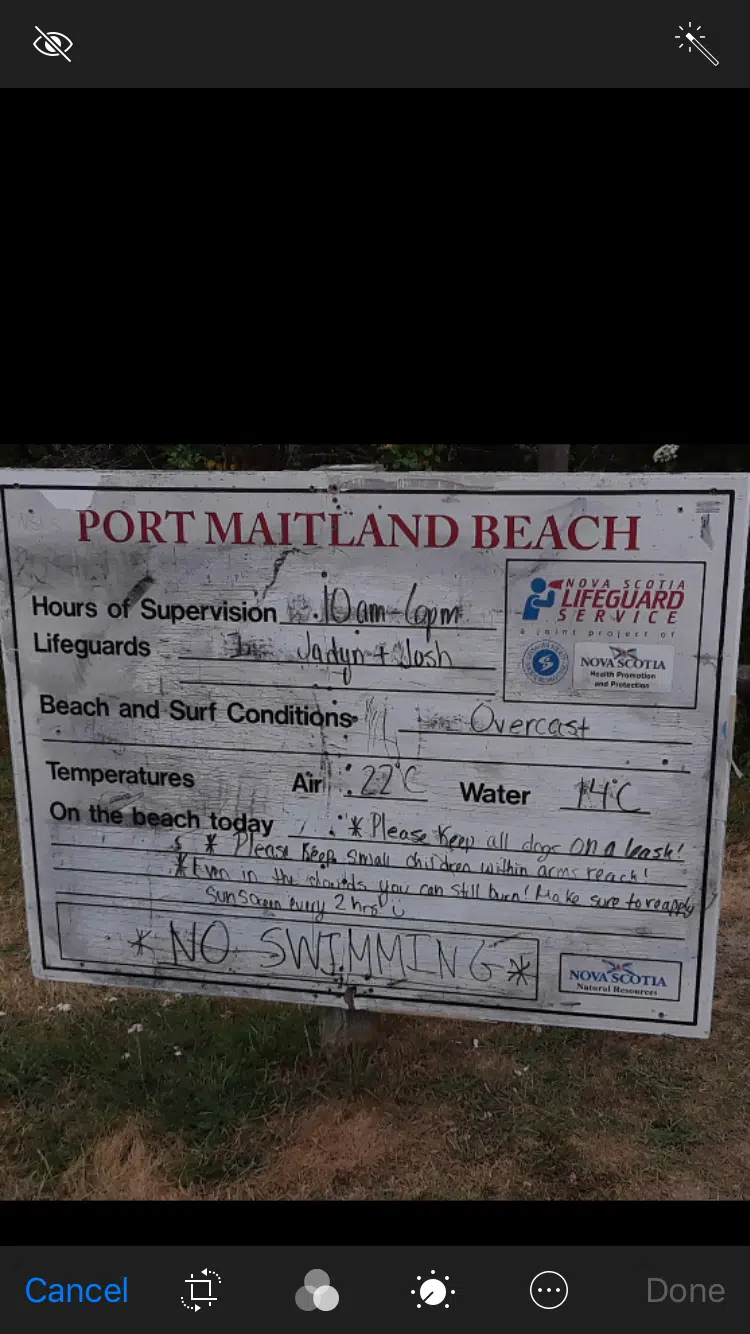 PORT MAITLAND BEACH
Hours of Supervision 10am-6pm
Lifeguards Jadyn + Josh
NOVA SCOTIA
LIFEGUARD
SERVICE
a joint project of
NOVA SCOTIA
Health Promotion
and Protection
Beach and Surf Conditions Overcast
Temperatures Air 22°C Water 14°C
On the beach today * Please Keep all dogs on a leash!
* Please Keep small children within arms reach!
* Even in the clouds you can still burn! Make sure to reapply
Sunscreen every 2 hrs
* NO SWIMMING *
NOVA SCOTIA
Natural Resources
Cancel
Done